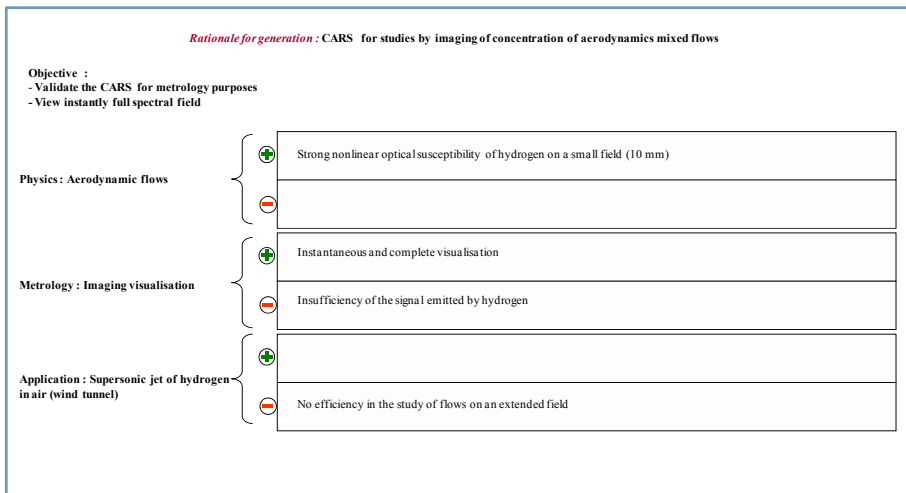 Rationale for generation : CARS for studies by imaging of concentration of aerodynamics mixed flows
Objective :
- Validate the CARS for metrology purposes
- View instantly full spectral field
Strong nonlinear optical susceptibility of hydrogen on a small field (10 mm)
Physics : Aerodynamic flows
Instantaneous and complete visualisation
Metrology : Imaging visualisation
Insufficiency of the signal emitted by hydrogen
Application : Supersonic jet of hydrogen
in air (wind tunnel)
No efficiency in the study of flows on an extended field